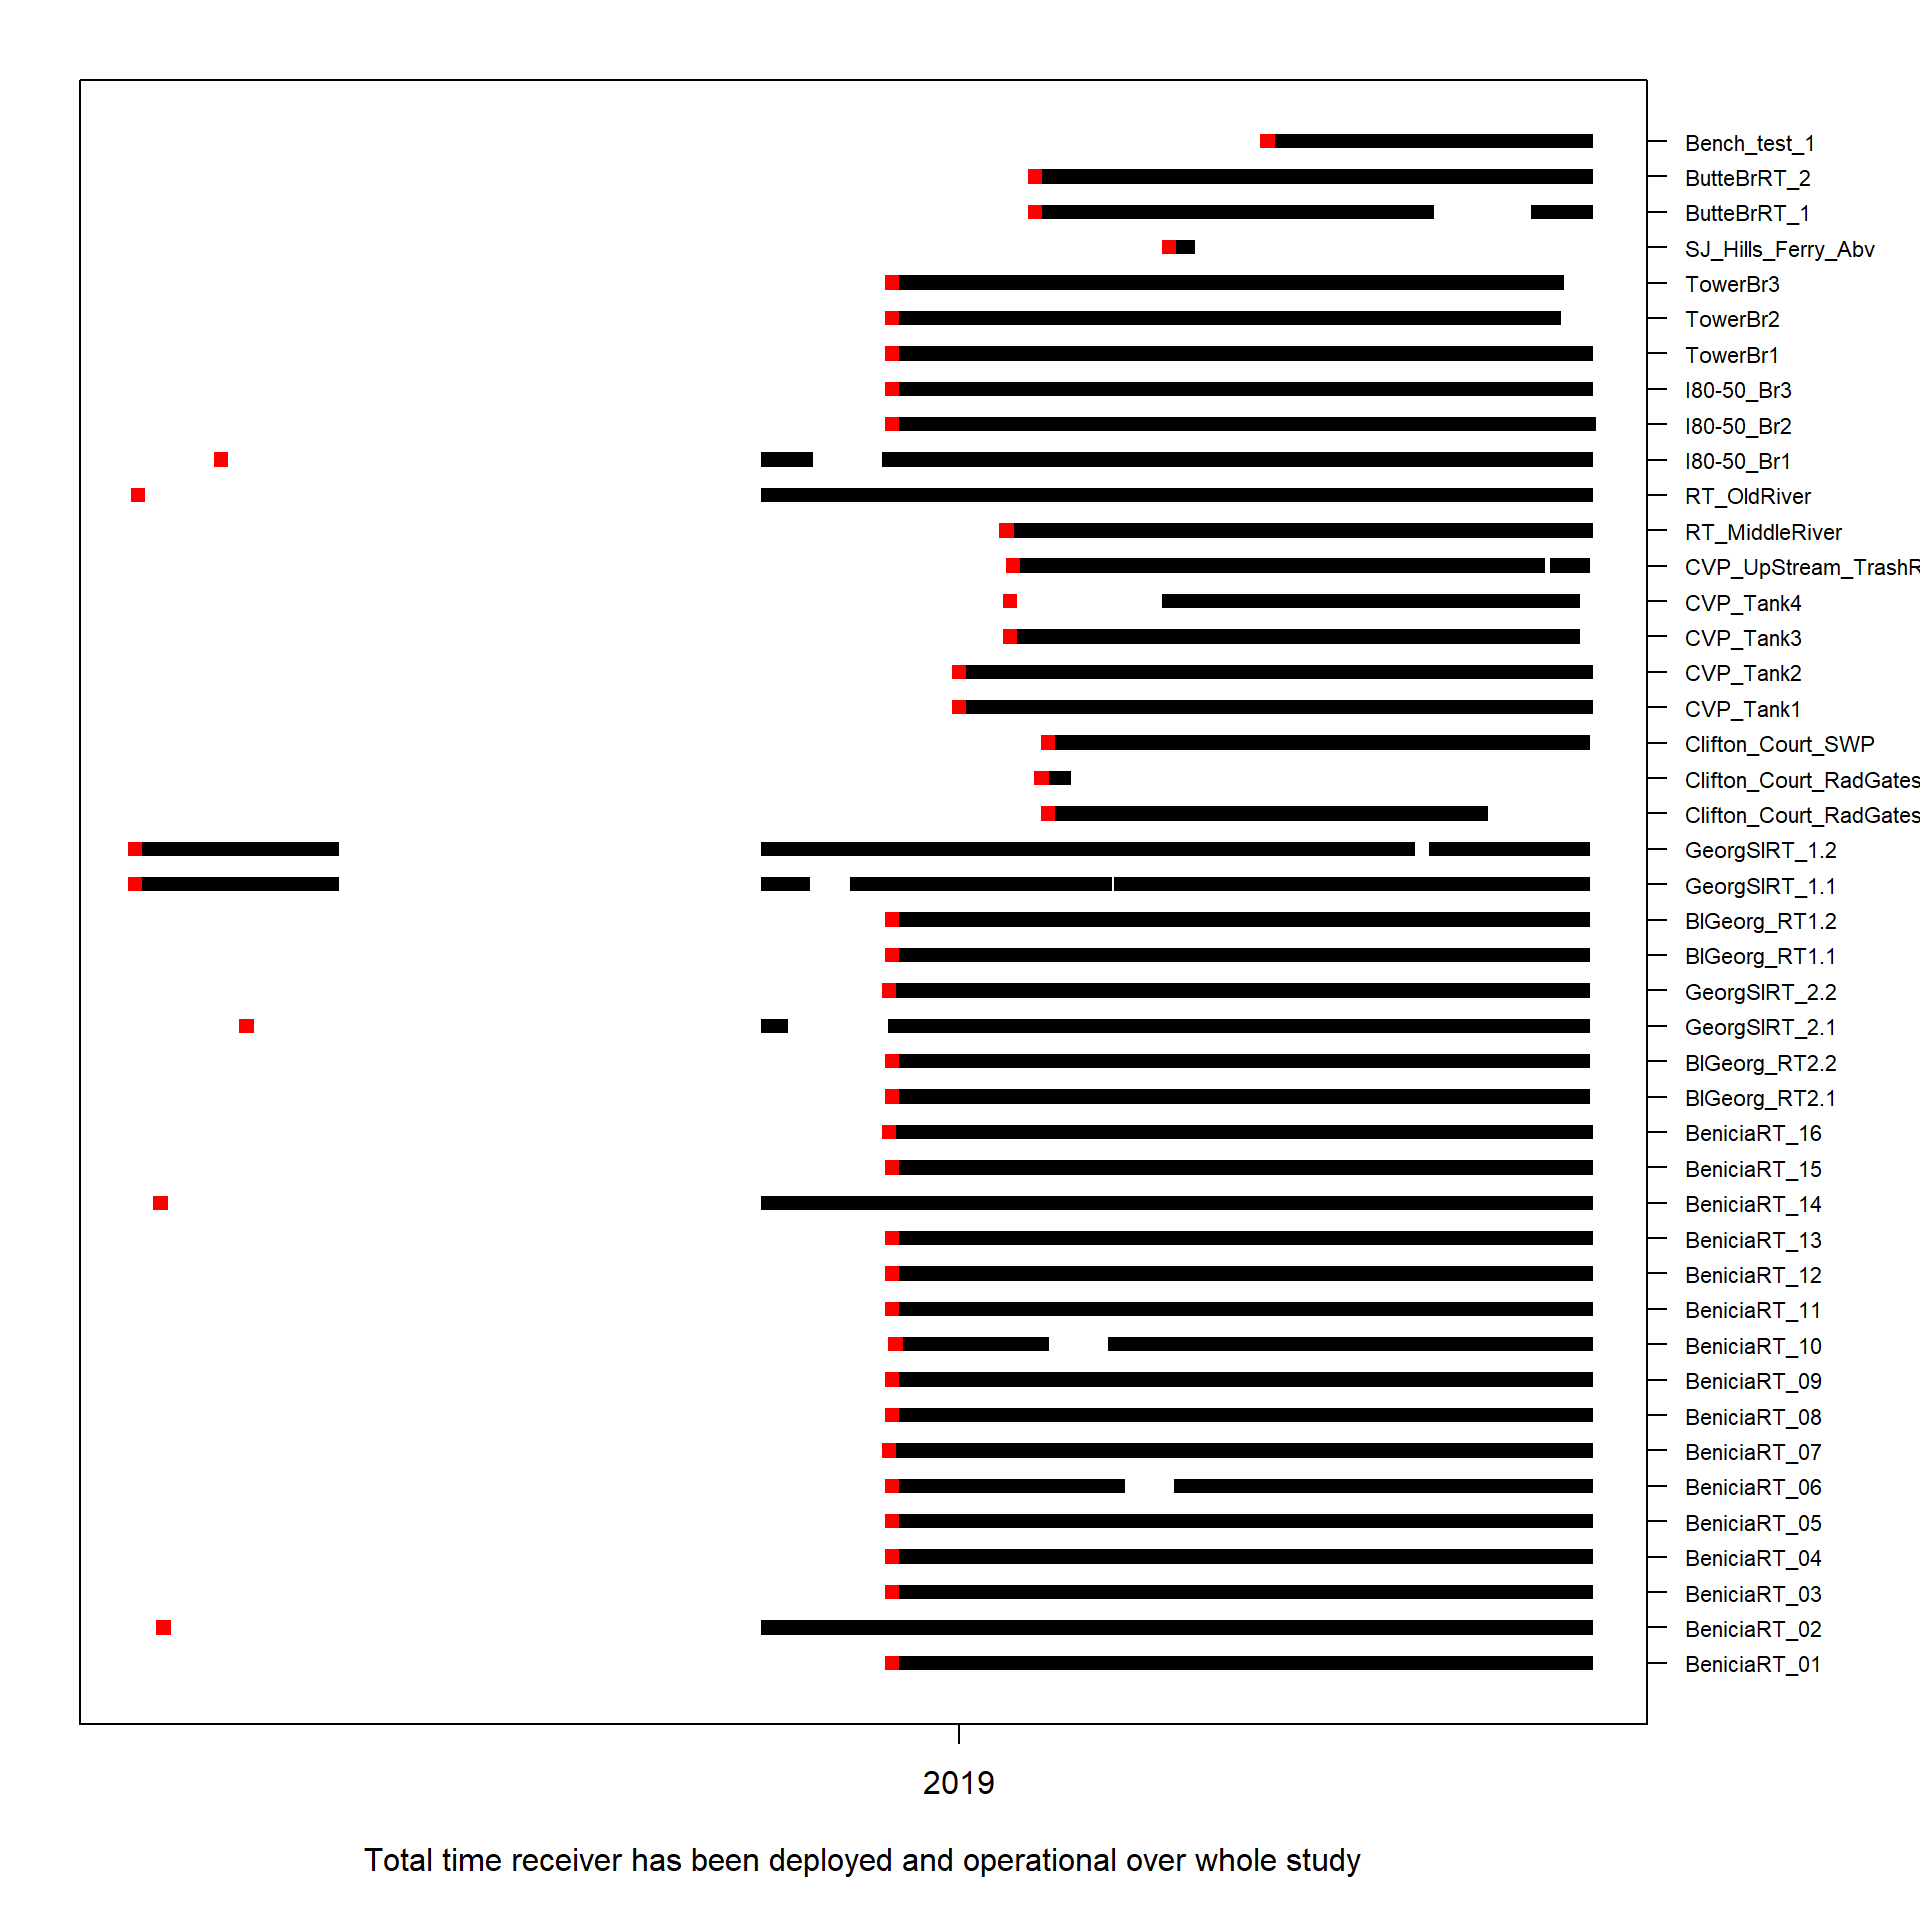 Bench_test_1
ButteBrRT_2
ButteBrRT_1
SJ_Hills_Ferry_Abv
TowerBr3
TowerBr2
TowerBr1
I80-50_Br3
I80-50_Br2
I80-50_Br1
RT_OldRiver
RT_MiddleRiver
CVP_UpStream_TrashR
CVP_Tank4
CVP_Tank3
CVP_Tank2
CVP_Tank1
Clifton_Court_SWP
Clifton_Court_RadGates
Clifton_Court_RadGates
GeorgSlRT_1.2
GeorgSlRT_1.1
BlGeorg_RT1.2
BlGeorg_RT1.1
GeorgSlRT_2.2
GeorgSlRT_2.1
BlGeorg_RT2.2
BlGeorg_RT2.1
BeniciaRT_16
BeniciaRT_15
BeniciaRT_14
BeniciaRT_13
BeniciaRT_12
BeniciaRT_11
BeniciaRT_10
BeniciaRT_09
BeniciaRT_08
BeniciaRT_07
BeniciaRT_06
BeniciaRT_05
BeniciaRT_04
BeniciaRT_03
BeniciaRT_02
BeniciaRT_01
2019
Total time receiver has been deployed and operational over whole study